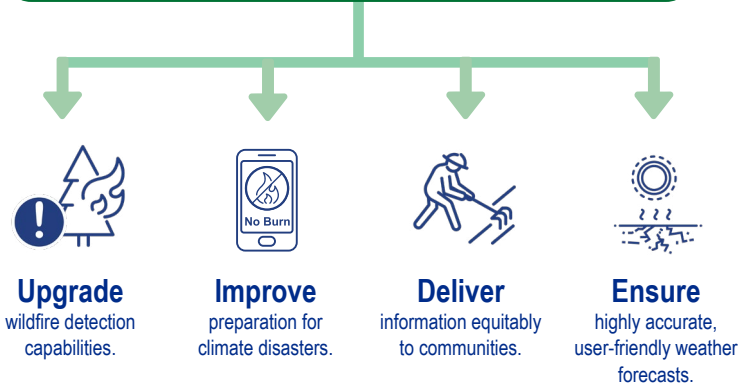 No Burn
Upgrade
wildfire detection
capabilities.
Improve
preparation for
climate disasters.
Deliver
information equitably
to communities.
Ensure
highly accurate,
user-friendly weather
forecasts.